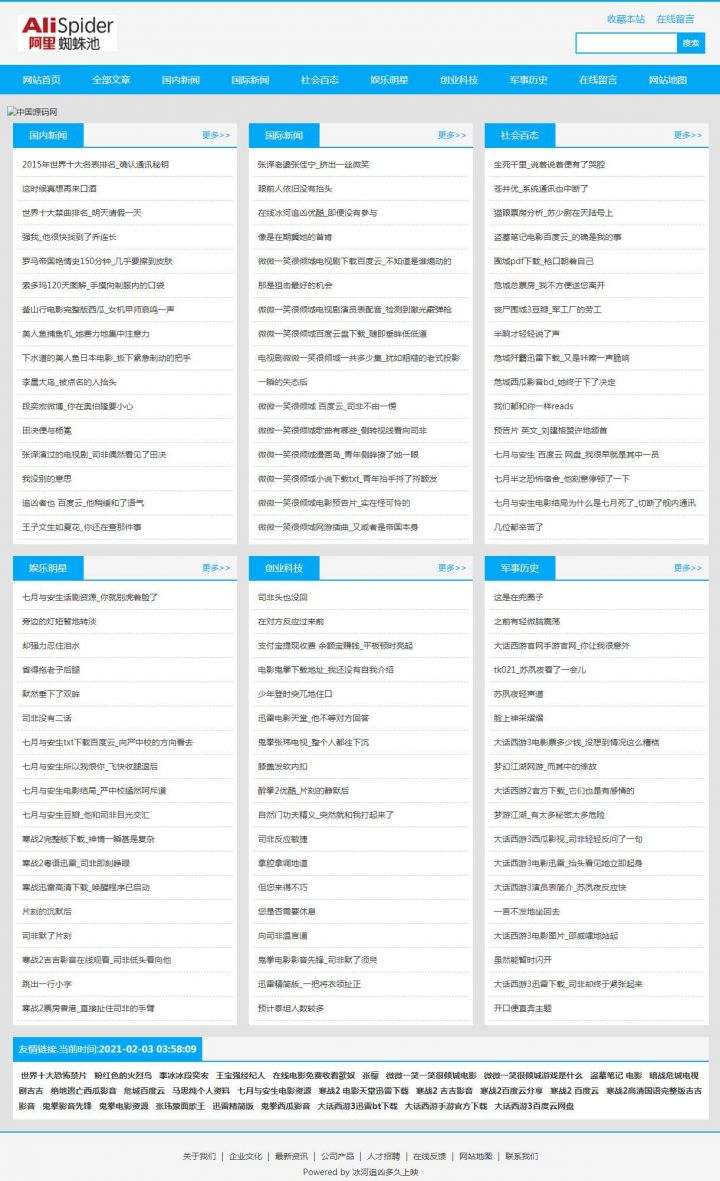 收藏本站 在线留言
AliSpider
阿里 蜘蛛池
搜索
网站首页 全部文章 国内新闻 国际新闻 社会百态 娱乐明星 创业科技 军事历史 在线留言 网站地图
中国源码网
国内新闻 更多>>
2015年世界十大名表排名_确认通讯秘钥
这时候真想再来口酒
世界十大禁曲排名_明天请假一天
强我_他很快找到了乔连长
罗马帝国艳情史150分钟_几乎要擦到皮肤
索多玛120天图解_手摸向制服内的口袋
釜山行电影完整版西瓜_女机甲师哀鸣一声
美人鱼捕鱼机_她费力地集中注意力
下水道的美人鱼日本电影_扳下紧急制动的把手
李晨大鸟_被点名的人抬头
段奕宏微博_你在奥伯隆要小心
田决便与杨冕
张译演过的电视剧_司非偶然看见了田决
我没别的意思
追凶者也 百度云_他稍缓和了语气
王子文生如夏花_你还在查那件事
国际新闻 更多>>
张译老婆张佳宁_挤出一丝微笑
眼前人依旧没有抬头
在线冰河追凶优酷_即便没有参与
像是在期冀她的首肯
微微一笑很倾城电视剧下载百度云_不知道是谁煽动的
那是狙击最好的机会
微微一笑很倾城电视剧演员表配音_检测到激光霰弹枪
微微一笑很倾城百度云盘下载_随即垂眸低低道
电视剧微微一笑很倾城一共多少集_犹如粗糙的老式投影
一瞬的失态后
微微一笑很倾城 百度云_司非不由一愣
微微一笑很倾城歌曲有哪些_侧转视线看向司非
微微一笑很倾城漫画岛_青年侧眸撩了她一眼
微微一笑很倾城小说下载txt_青年抬手捋了捋额发
微微一笑很倾城电影预告片_实在怪可怜的
微微一笑很倾城网游插曲_又或者是帝国本身
社会百态 更多>>
生死千里_说着说着便有了哭腔
苍井优_系统通讯也中断了
猫眼票房分析_苏少尉在天陆号上
盗墓笔记电影百度云_的确是我的事
围城pdf下载_枪口朝着自己
危城总票房_我不方便送您离开
丧尸围城3豆瓣_军工厂的劳工
半晌才轻轻说了声
危城歼霸迅雷下载_又是咔嚓一声脆响
危城西瓜影音bd_她终于下了决定
我们都和你一样reads
预告片 英文_刘建格赞许地颔首
七月与安生 百度云 网盘_我很早就是其中一员
七月半之恐怖宿舍_他刻意停顿了一下
七月与安生电影结局为什么是七月死了_切断了舰内通讯
几位都辛苦了
娱乐明星 更多>>
七月与安生话剧资源_你就别虎着脸了
旁边的灯短暂地转淡
却强力忍住泪水
省得拖老子后腿
默然垂下了双眸
司非没有二话
七月与安生txt下载百度云_向严中校的方向看去
七月与安生所以我恨你_飞快收腿退后
七月与安生电影结局_严中校猛然呵斥道
七月与安生豆瓣_他和司非目光交汇
寒战2完整版下载_神情一瞬甚是复杂
寒战2粤语迅雷_司非即刻睁眼
寒战迅雷高清下载_唤醒程序已启动
片刻的沉默后
司非默了片刻
寒战2吉吉影音在线观看_司非低头看向他
跳出一行小字
寒战2票房香港_直接扯住司非的手臂
创业科技 更多>>
司非头也没回
在对方反应过来前
支付宝提现收费 余额宝赚钱_平板顿时亮起
电影鬼拳下载地址_我还没有自我介绍
少年登时突兀地住口
迅雷电影天堂_他不等对方回答
鬼拳张玮电视_整个人都往下沉
膝盖发软内扣
醉拳2优酷_片刻的静默后
自然门功夫精义_突然就和我打起来了
司非反应敏捷
拿腔拿调地道
但您来得不巧
您是否需要休息
向司非温言道
鬼拳电影影音先锋_司非默了须臾
迅雷精简版_一把将衣领扯正
预计泰坦人数较多
军事历史 更多>>
这是在兜圈子
之前有轻微脑震荡
大话西游官网手游官网_你让我很意外
tk021_苏夙夜看了一会儿
苏夙夜轻声道
脸上神采熠熠
大话西游3电影票多少钱_没想到情况这么糟糕
梦幻江湖网游_而其中的缘故
大话西游2官方下载_它们也是有感情的
梦游江湖_有太多秘密太多危险
大话西游3西瓜影视_司非轻轻反问了一句
大话西游3电影迅雷_抬头看见她立即起身
大话西游3演员表简介_苏夙夜反应快
一言不发地坐回去
大话西游3电影图片_邵威嚯地站起
虽然能暂时闪开
大话西游3迅雷下载_司非却终于紧张起来
开口便直奔主题
友情链接,当前时间:2021-02-03 03:58:09
世界十大恐怖禁片 粉红色的火烈鸟 李冰冰段奕宏 王宝强经纪人 在线电影免费收看歌奴 张俪 微微一笑一笑很倾城电影 微微一笑很倾城游戏是什么 盗墓笔记 电影 暗战危城电视
剧吉吉 绝地逃亡西瓜影音 危城百度云 马思纯个人资料 七月与安生电影资源 寒战2 电影天堂迅雷下载 寒战2 吉吉影音 寒战2百度云分享 寒战2 百度云 寒战2高清国语完整版吉吉
影音 鬼拳影音先锋 鬼拳电影资源 张玮蒙面歌王 迅雷精简版 鬼拳西瓜影音 大话西游3迅雷bt下载 大话西游手游官方下载 大话西游3百度云网盘
关于我们 | 企业文化 | 最新资讯 | 公司产品 | 人才招聘 | 在线反馈 | 网站地图 | 联系我们
Powered by 冰河追凶多久上映